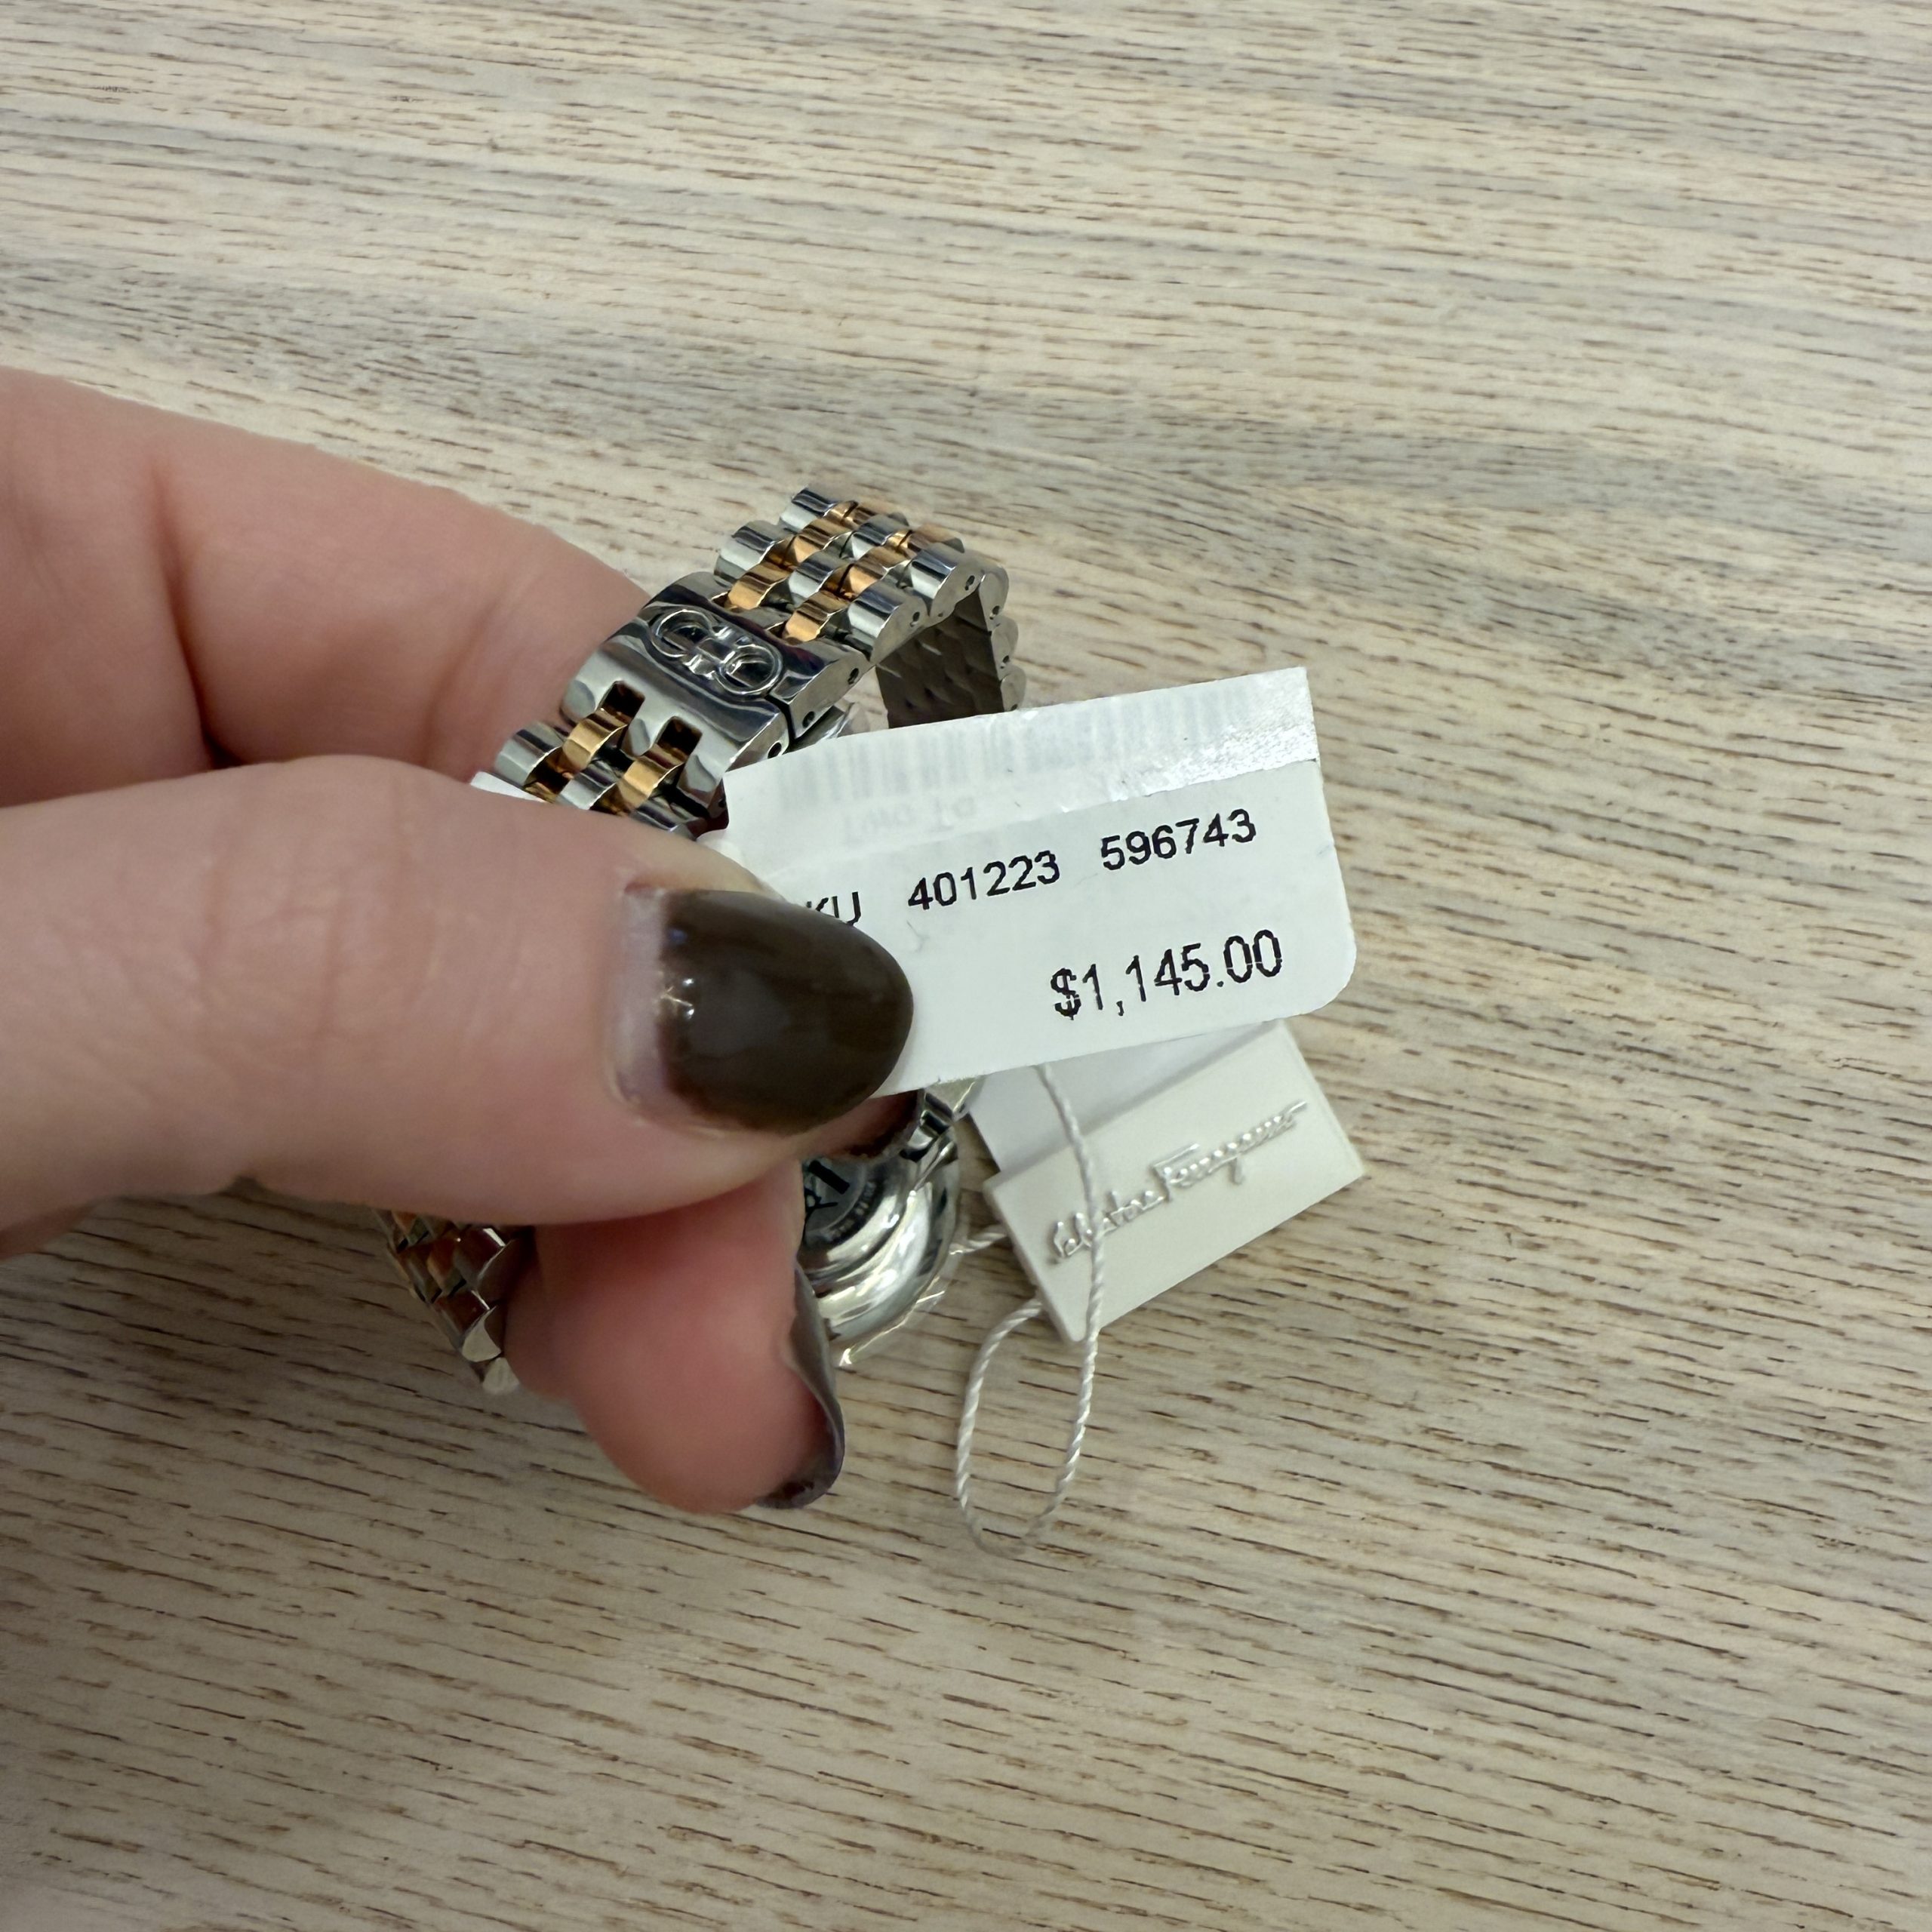 KU 401223 596743
$1,145.00
Salvatore Ferragamo